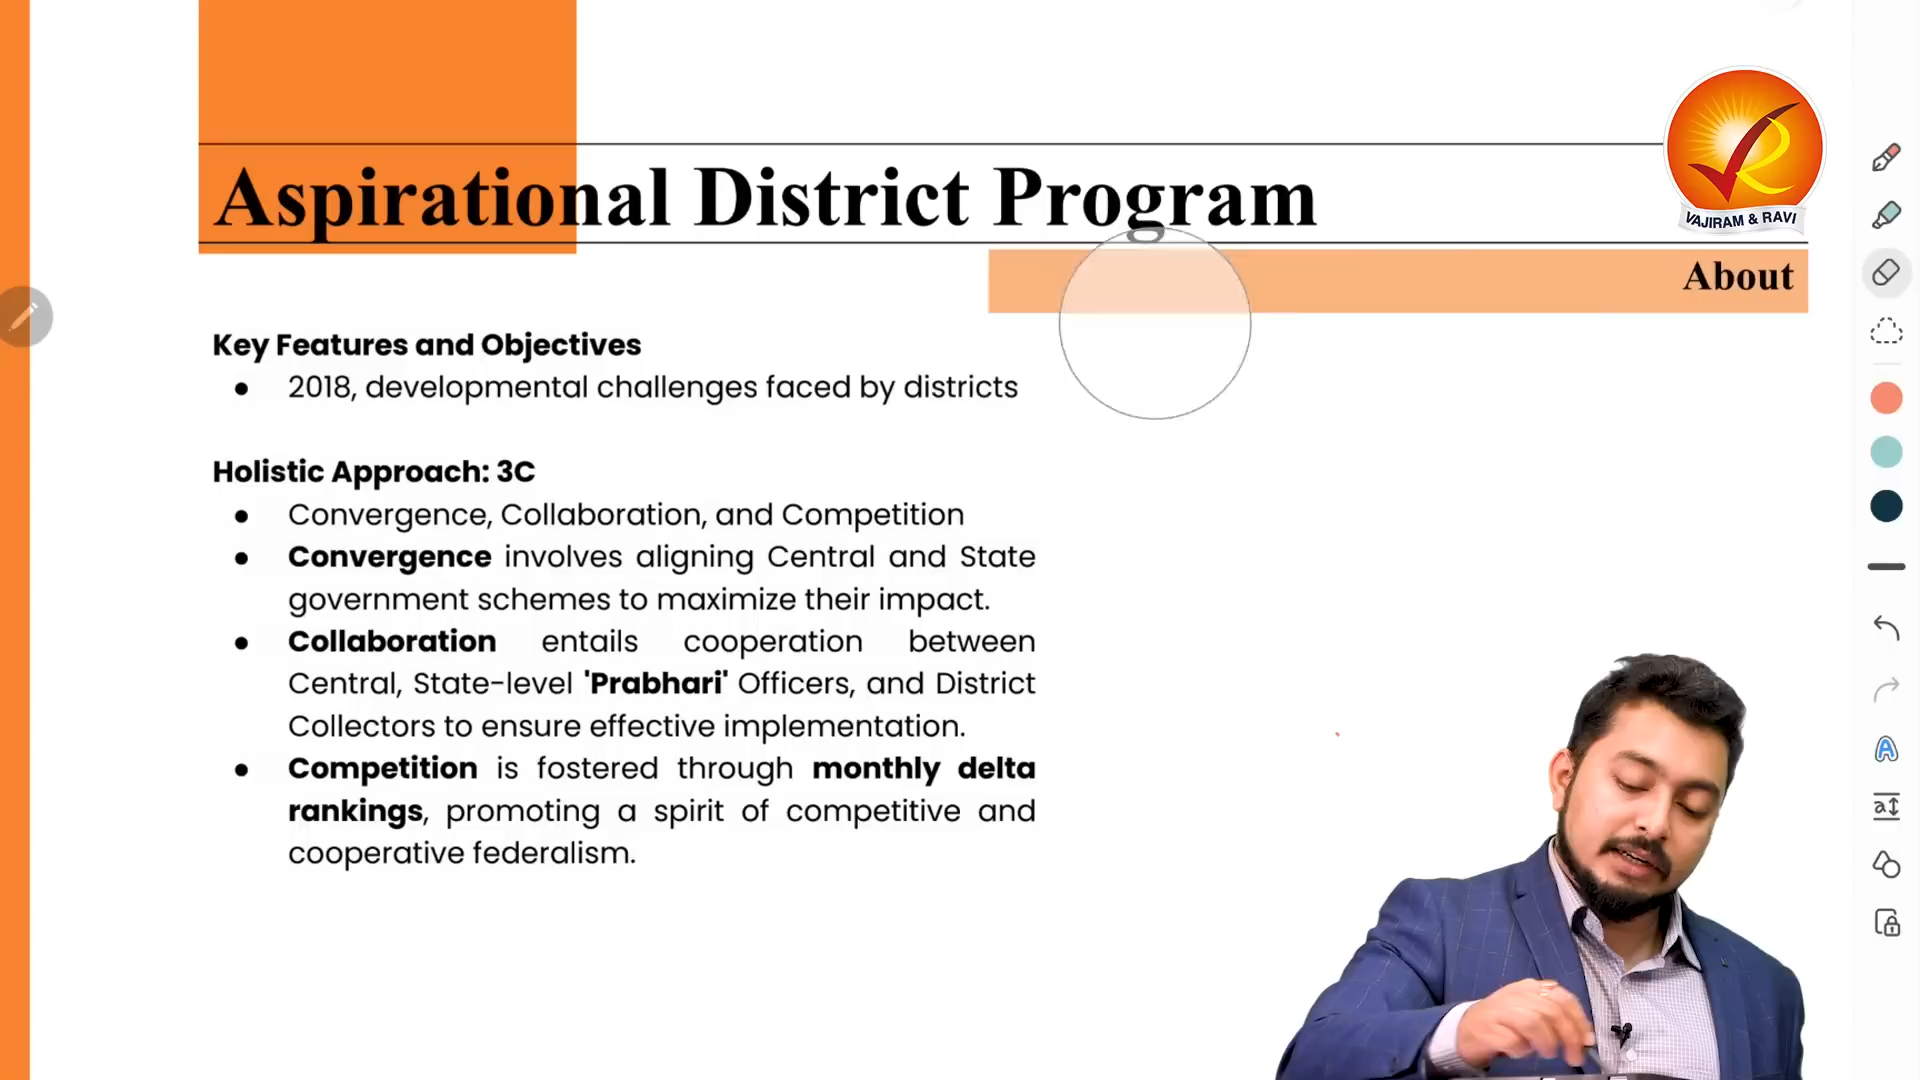 Aspirational District Program
VAJIRAM & RAVI
About
Key Features and Objectives
● 2018, developmental challenges faced by districts
Holistic Approach: 3C
● Convergence, Collaboration, and Competition
● Convergence involves aligning Central and State
government schemes to maximize their impact.
● Collaboration entails cooperation between
Central, State-level 'Prabhari' Officers, and District
Collectors to ensure effective implementation.
● Competition is fostered through monthly delta
rankings, promoting a spirit of competitive and
cooperative federalism.
A
a